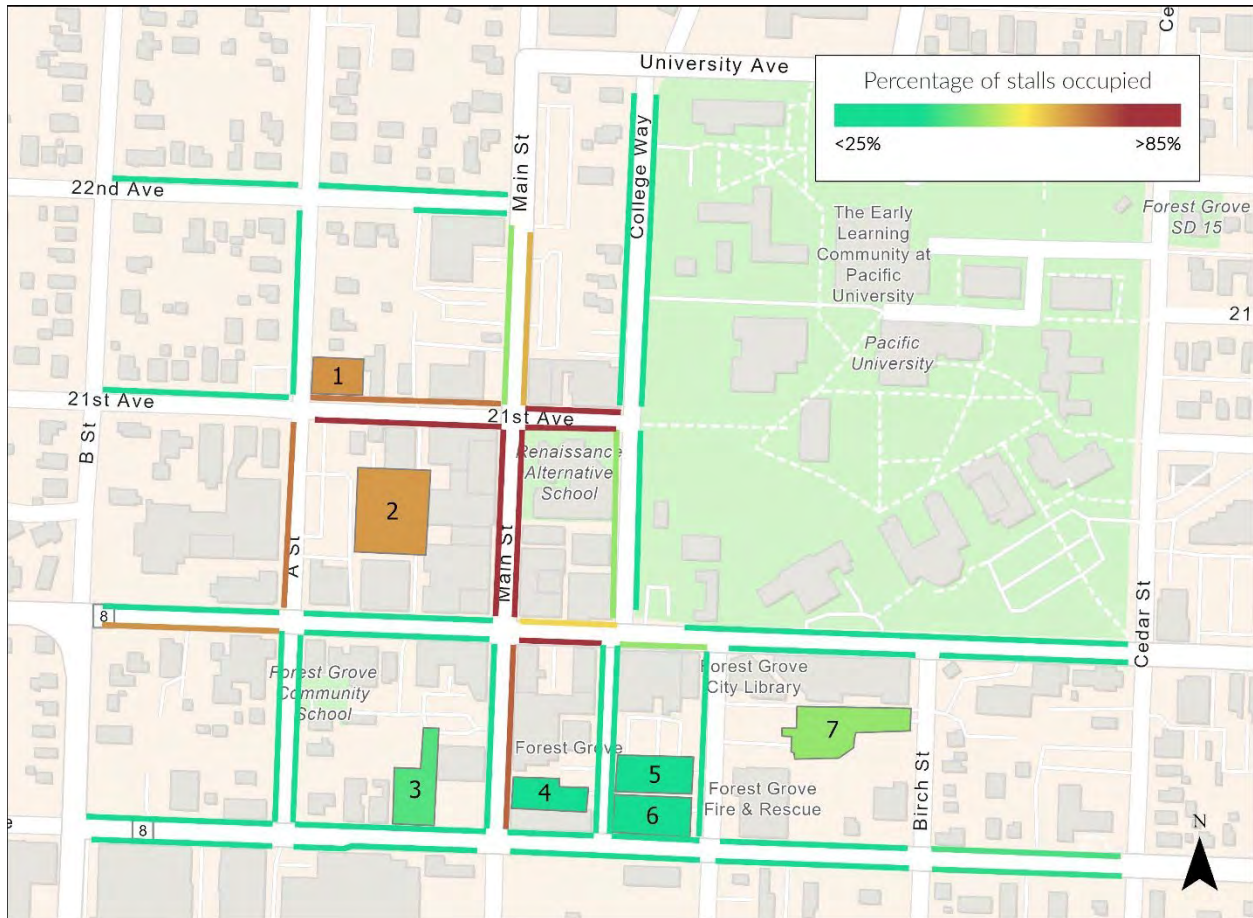 University Ave
Ce
Percentage of stalls occupied
<25%
>85%
College Way
Main St
22nd Ave
The Early
Learning
Community at
Pacific
University
Forest Grove
SD 15
21
Pacific
University
1
21st Ave
21st Ave
B St
Renaissance
Alternative
School
2
A St
Main St
8
Cedar St
Forest Grove
Community
School
Forest Grove
City Library
7
Forest Grove
5
3
4
6
Forest Grove
Fire & Rescue
Birch St
8
e
N